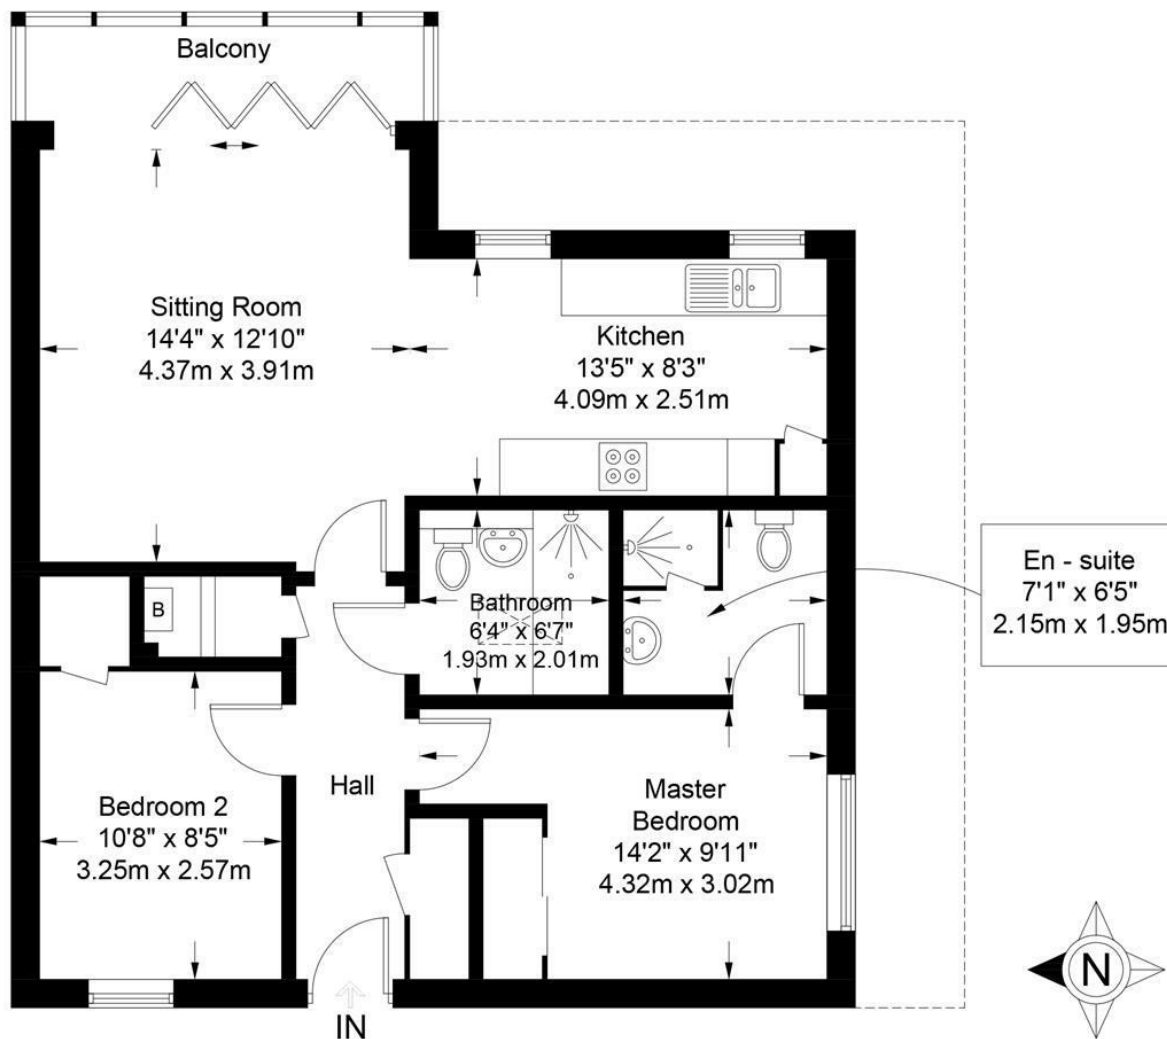 Balcony
Sitting Room
14'4" x 12'10"
4.37m x 3.91m
Kitchen
13'5" x 8'3"
4.09m x 2.51m
En - suite
7'1" x 6'5"
2.15m x 1.95m
B
Bathroom
6'4" x 6'7"
1.93m x 2.01m
Hall
Bedroom 2
10'8" x 8'5"
3.25m x 2.57m
Master
Bedroom
14'2" x 9'11"
4.32m x 3.02m
N
IN